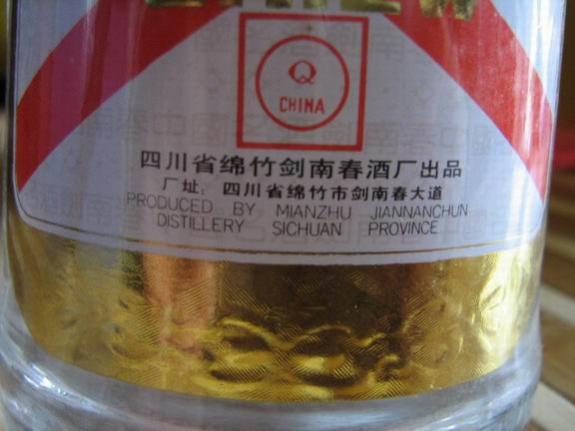 Q
CHINA
四川省绵竹剑南春酒厂出品
厂址：四川省绵竹市剑南春大道
PRODUCED BY MIANZHU JIANNANCHUN
DISTILLERY SICHUAN PROVINCE